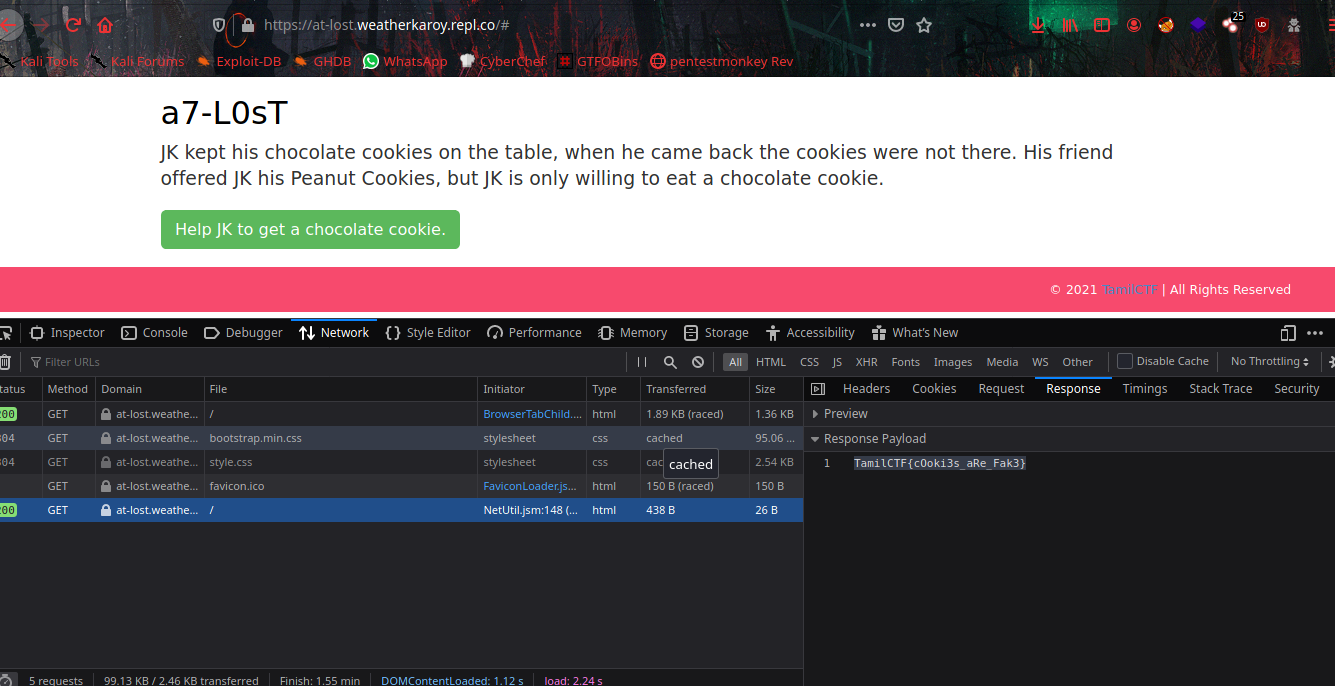 https://at-lost.weatherkaroy.repl.co/#
25
Kali Tools Kali Forums Exploit-DB GHDB WhatsApp CyberChef GTFOBins pentestmonkey Rev
a7-L0sT
JK kept his chocolate cookies on the table, when he came back the cookies were not there. His friend
offered JK his Peanut Cookies, but JK is only willing to eat a chocolate cookie.
Help JK to get a chocolate cookie.
© 2021 TamilCTF | All Rights Reserved
Inspector Console Debugger Network Style Editor Performance Memory Storage Accessibility What's New
Filter URLs All HTML CSS JS XHR Fonts Images Media WS Other Disable Cache No Throttling
tatus Method Domain File Initiator Type Transferred Size Headers Cookies Request Response Timings Stack Trace Security
200 GET at-lost.weathe... / BrowserTabChild.... html 1.89 KB (raced) 1.36 KB Preview
304 GET at-lost.weathe... bootstrap.min.css stylesheet css cached 95.06 ... Response Payload
304 GET at-lost.weathe... style.css stylesheet css cac 2.54 KB 1 TamilCTF{cOoki3s_aRe_Fak3}
cached
GET at-lost.weathe... favicon.ico FaviconLoader.js... html 150 B (raced) 150 B
200 GET at-lost.weathe... / NetUtil.jsm:148 (... html 438 B 26 B
5 requests 99.13 KB / 2.46 KB transferred Finish: 1.55 min DOMContentLoaded: 1.12 s load: 2.24 s